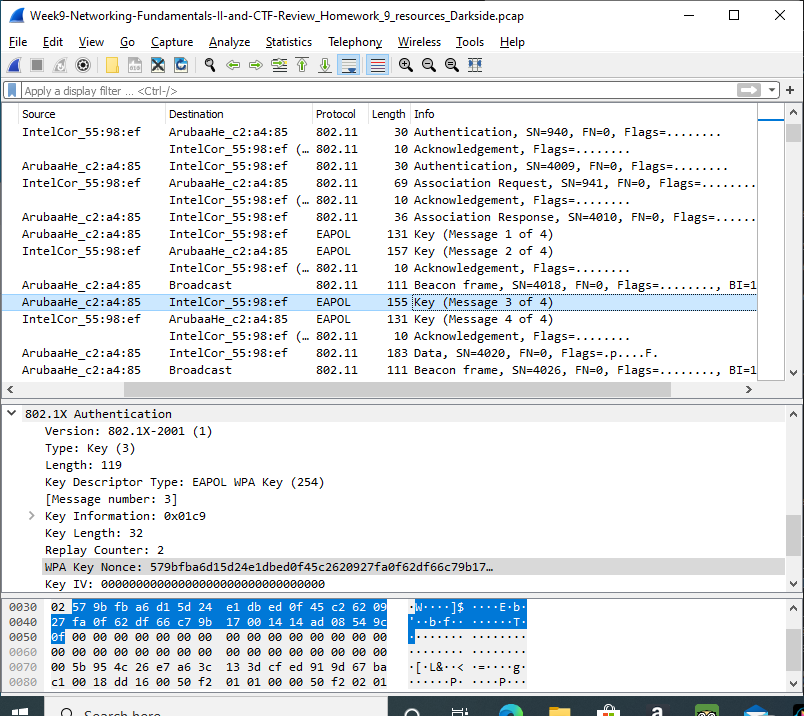 Week9-Networking-Fundamentals-II-and-CTF-Review_Homework_9_resources_Darkside.pcap
File Edit View Go Capture Analyze Statistics Telephony Wireless Tools Help
Apply a display filter ... <Ctrl-/>
Source Destination Protocol Length Info
IntelCor_55:98:ef ArubaaHe_c2:a4:85 802.11 30 Authentication, SN=940, FN=0, Flags=........
IntelCor_55:98:ef (… 802.11 10 Acknowledgement, Flags=........
ArubaaHe_c2:a4:85 IntelCor_55:98:ef 802.11 30 Authentication, SN=4009, FN=0, Flags=........
IntelCor_55:98:ef ArubaaHe_c2:a4:85 802.11 69 Association Request, SN=941, FN=0, Flags=........
IntelCor_55:98:ef (… 802.11 10 Acknowledgement, Flags=........
ArubaaHe_c2:a4:85 IntelCor_55:98:ef 802.11 36 Association Response, SN=4010, FN=0, Flags=......
ArubaaHe_c2:a4:85 IntelCor_55:98:ef EAPOL 131 Key (Message 1 of 4)
IntelCor_55:98:ef ArubaaHe_c2:a4:85 EAPOL 157 Key (Message 2 of 4)
IntelCor_55:98:ef (… 802.11 10 Acknowledgement, Flags=........
ArubaaHe_c2:a4:85 Broadcast 802.11 111 Beacon frame, SN=4018, FN=0, Flags=........, BI=1
ArubaaHe_c2:a4:85 IntelCor_55:98:ef EAPOL 155 Key (Message 3 of 4)
IntelCor_55:98:ef ArubaaHe_c2:a4:85 EAPOL 131 Key (Message 4 of 4)
IntelCor_55:98:ef (… 802.11 10 Acknowledgement, Flags=........
ArubaaHe_c2:a4:85 IntelCor_55:98:ef 802.11 183 Data, SN=4020, FN=0, Flags=.p....F.
ArubaaHe_c2:a4:85 Broadcast 802.11 111 Beacon frame, SN=4026, FN=0, Flags=........, BI=1
802.1X Authentication
Version: 802.1X-2001 (1)
Type: Key (3)
Length: 119
Key Descriptor Type: EAPOL WPA Key (254)
[Message number: 3]
Key Information: 0x01c9
Key Length: 32
Replay Counter: 2
WPA Key Nonce: 579bfba6d15d24e1dbed0f45c2620927fa0f62df66c79b17…
Key IV: 00000000000000000000000000000000
0030 02 57 9b fb a6 d1 5d 24 e1 db ed 0f 45 c2 62 09 ·W····]$ ····E·b·
0040 27 fa 0f 62 df 66 c7 9b 17 00 14 14 ad 08 54 9c '··b·f·· ······T·
0050 0f 00 00 00 00 00 00 00 00 00 00 00 00 00 00 00 ········ ········
0060 00 00 00 00 00 00 00 00 00 00 00 00 00 00 00 00 ········ ········
0070 00 5b 95 4c 26 e7 a6 3c 13 3d cf ed 91 9d 67 ba ·[·L&··< ·=····g·
0080 c1 00 18 dd 16 00 50 f2 01 01 00 00 50 f2 02 01 ······P· ····P···
Search here